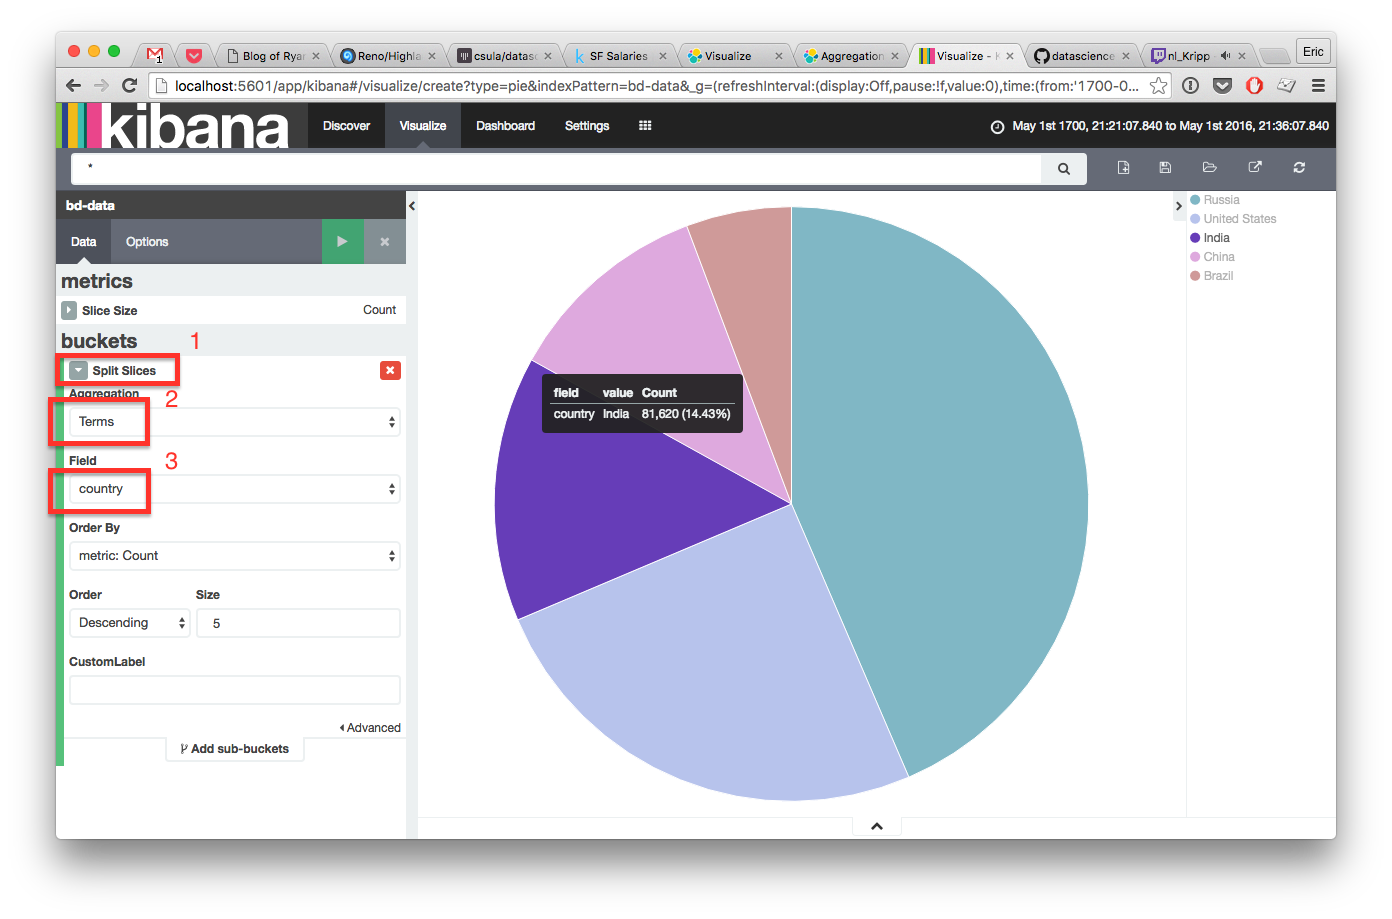 1
Blog of Ryan
Reno/Highla
csula/datasc
SF Salaries
Visualize
Aggregation
Visualize - K
datascience
nl_Kripp
Eric
localhost:5601/app/kibana#/visualize/create?type=pie&indexPattern=bd-data&_g=(refreshInterval:(display:Off,pause:!f,value:0),time:(from:'1700-0...
kibana
Discover
Visualize
Dashboard
Settings
May 1st 1700, 21:21:07.840 to May 1st 2016, 21:36:07.840
*
bd-data
Data
Options
metrics
Slice Size
Count
buckets
1
Split Slices
Aggregation
2
Terms
Field
3
country
Order By
metric: Count
Order
Size
Descending
5
CustomLabel
Advanced
Add sub-buckets
field value Count
country India 81,620 (14.43%)
Russia
United States
India
China
Brazil